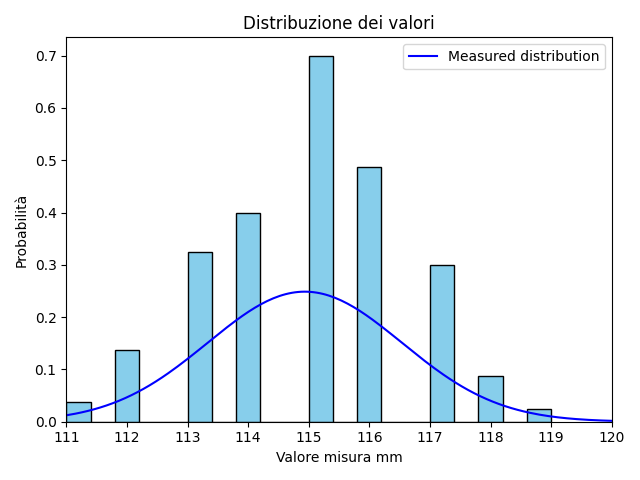 Distribuzione dei valori
Measured distribution
Probabilità
0.7
0.6
0.5
0.4
0.3
0.2
0.1
0.0
111 112 113 114 115 116 117 118 119 120
Valore misura mm